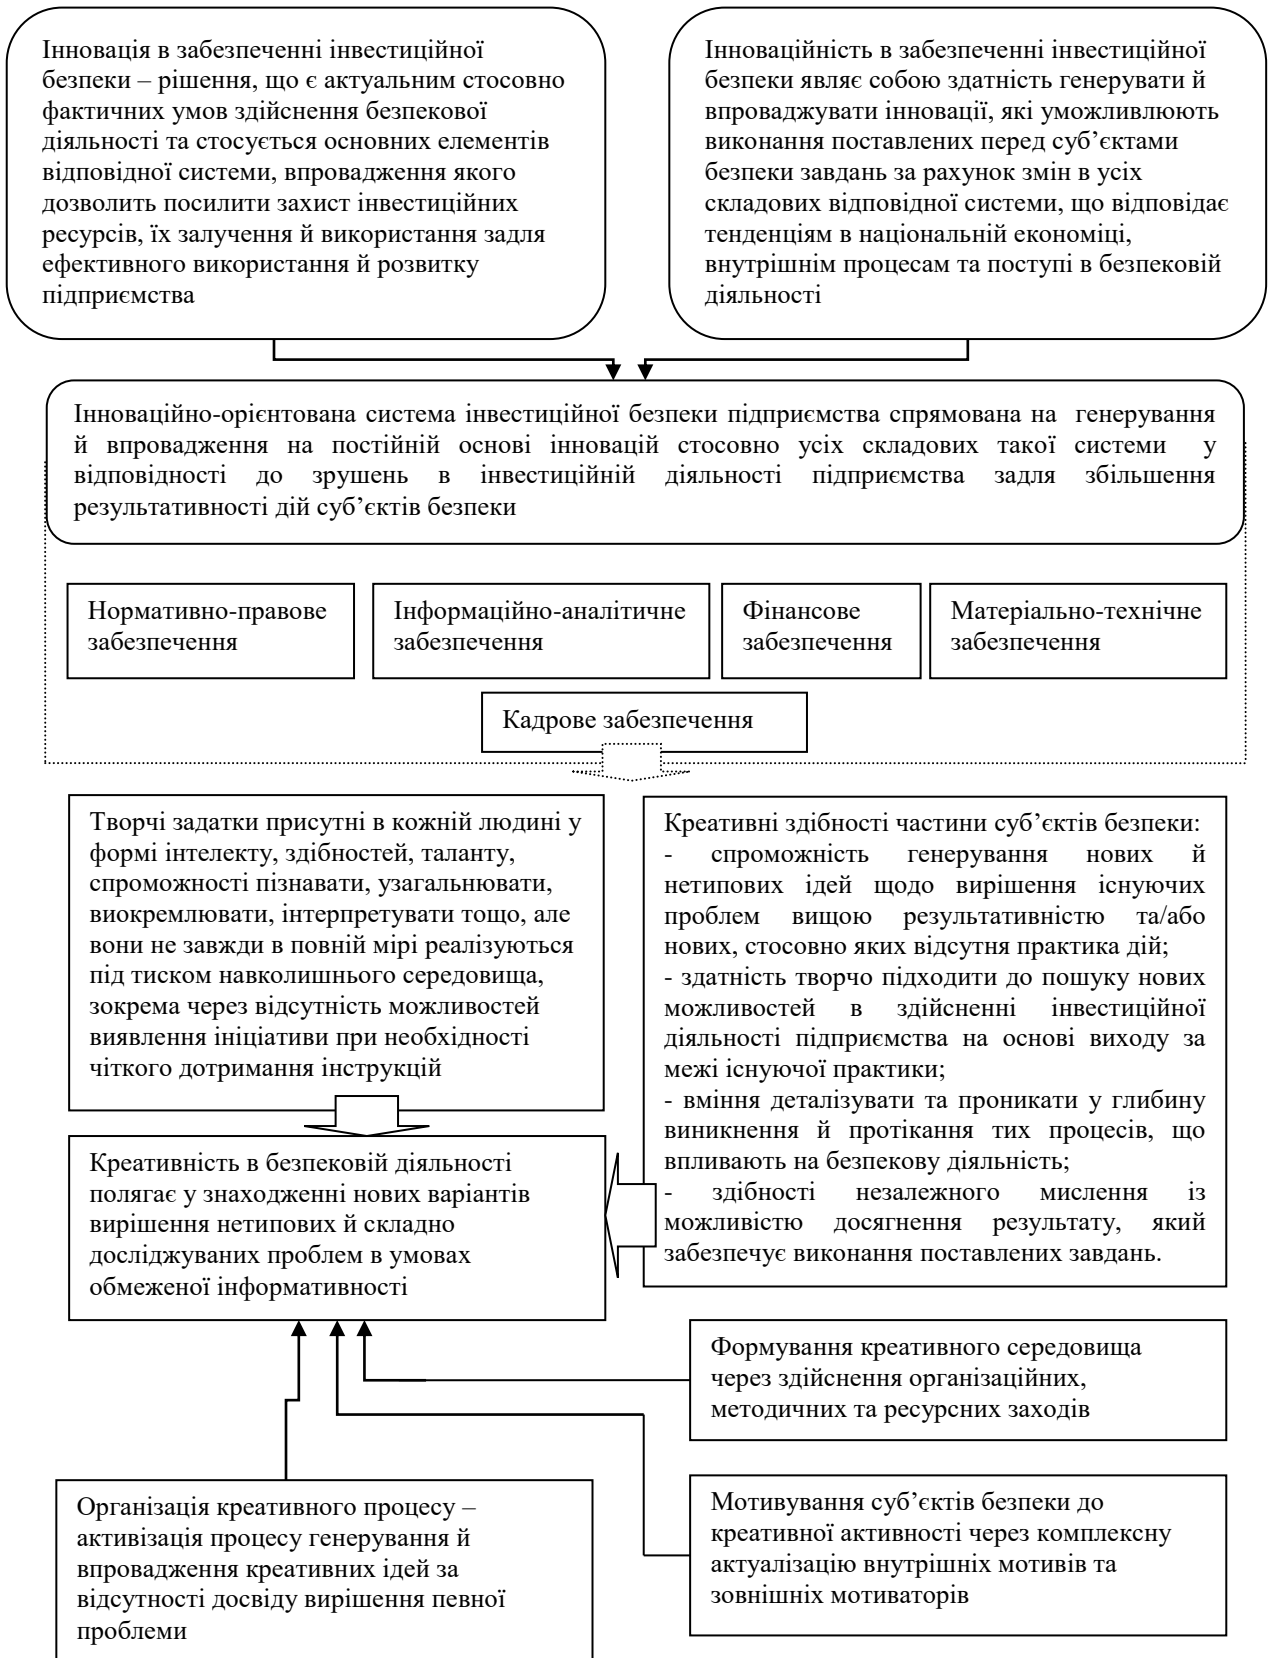 Інновація в забезпеченні інвестиційної
безпеки – рішення, що є актуальним стосовно
фактичних умов здійснення безпекової
діяльності та стосується основних елементів
відповідної системи, впровадження якого
дозволить посилити захист інвестиційних
ресурсів, їх залучення й використання задля
ефективного використання й розвитку
підприємства
Інноваційність в забезпеченні інвестиційної
безпеки являє собою здатність генерувати й
впроваджувати інновації, які уможливлюють
виконання поставлених перед суб’єктами
безпеки завдань за рахунок змін в усіх
складових відповідної системи, що відповідає
тенденціям в національній економіці,
внутрішнім процесам та поступі в безпековій
діяльності
Інноваційно-орієнтована система інвестиційної безпеки підприємства спрямована на генерування
й впровадження на постійній основі інновацій стосовно усіх складових такої системи у
відповідності до зрушень в інвестиційній діяльності підприємства задля збільшення
результативності дій суб’єктів безпеки
Нормативно-правове
забезпечення
Інформаційно-аналітичне
забезпечення
Фінансове
забезпечення
Матеріально-технічне
забезпечення
Кадрове забезпечення
Творчі задатки присутні в кожній людині у
формі інтелекту, здібностей, таланту,
спроможності пізнавати, узагальнювати,
виокремлювати, інтерпретувати тощо, але
вони не завжди в повній мірі реалізуються
під тиском навколишнього середовища,
зокрема через відсутність можливостей
виявлення ініціативи при необхідності
чіткого дотримання інструкцій
Креативні здібності частини суб’єктів безпеки:
- спроможність генерування нових й
нетипових ідей щодо вирішення існуючих
проблем вищою результативністю та/або
нових, стосовно яких відсутня практика дій;
- здатність творчо підходити до пошуку нових
можливостей в здійсненні інвестиційної
діяльності підприємства на основі виходу за
межі існуючої практики;
- вміння деталізувати та проникати у глибину
виникнення й протікання тих процесів, що
впливають на безпекову діяльність;
- здібності незалежного мислення із
можливістю досягнення результату, який
забезпечує виконання поставлених завдань.
Креативність в безпековій діяльності
полягає у знаходженні нових варіантів
вирішення нетипових й складно
досліджуваних проблем в умовах
обмеженої інформативності
Формування креативного середовища
через здійснення організаційних,
методичних та ресурсних заходів
Організація креативного процесу –
активізація процесу генерування й
впровадження креативних ідей за
відсутності досвіду вирішення певної
проблеми
Мотивування суб’єктів безпеки до
креативної активності через комплексну
актуалізацію внутрішніх мотивів та
зовнішніх мотиваторів